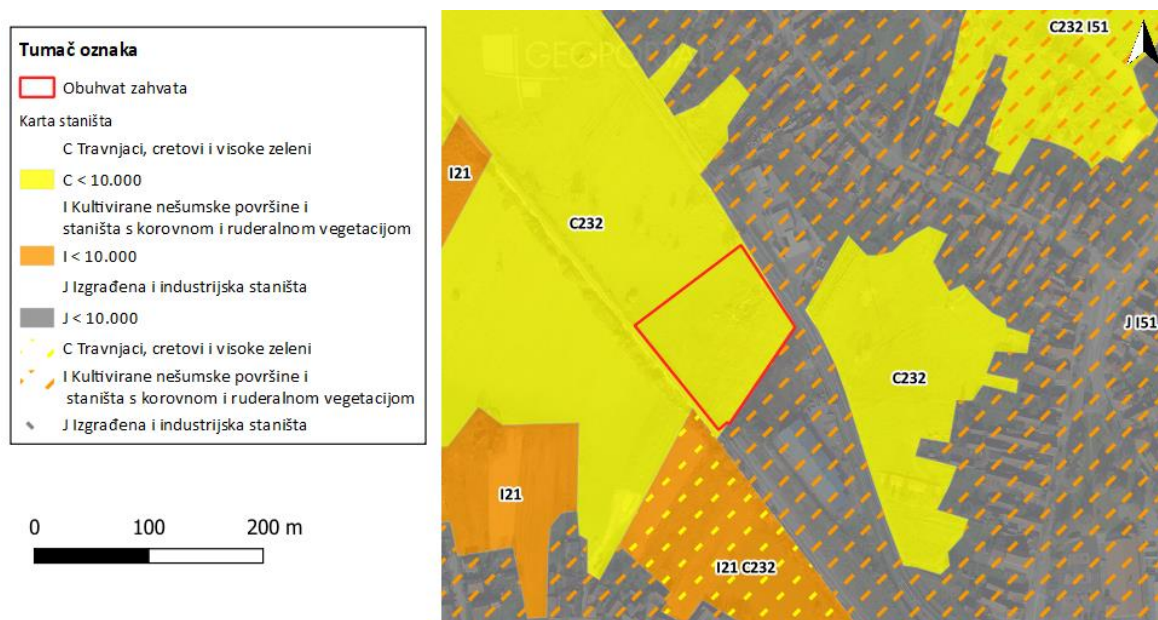 Tumač oznaka
Obuhvat zahvata
Karta staništa
C Travnjaci, cretovi i visoke zeleni
C < 10.000
I Kultivirane nešumske površine i
staništa s korovnom i ruderalnom vegetacijom
I < 10.000
J Izgrađena i industrijska staništa
J < 10.000
C Travnjaci, cretovi i visoke zeleni
I Kultivirane nešumske površine i
staništa s korovnom i ruderalnom vegetacijom
J Izgrađena i industrijska staništa
0 100 200 m
GEOPORTAL
C232 I51
I21
C232
J I51
C232
I21
I21 C232